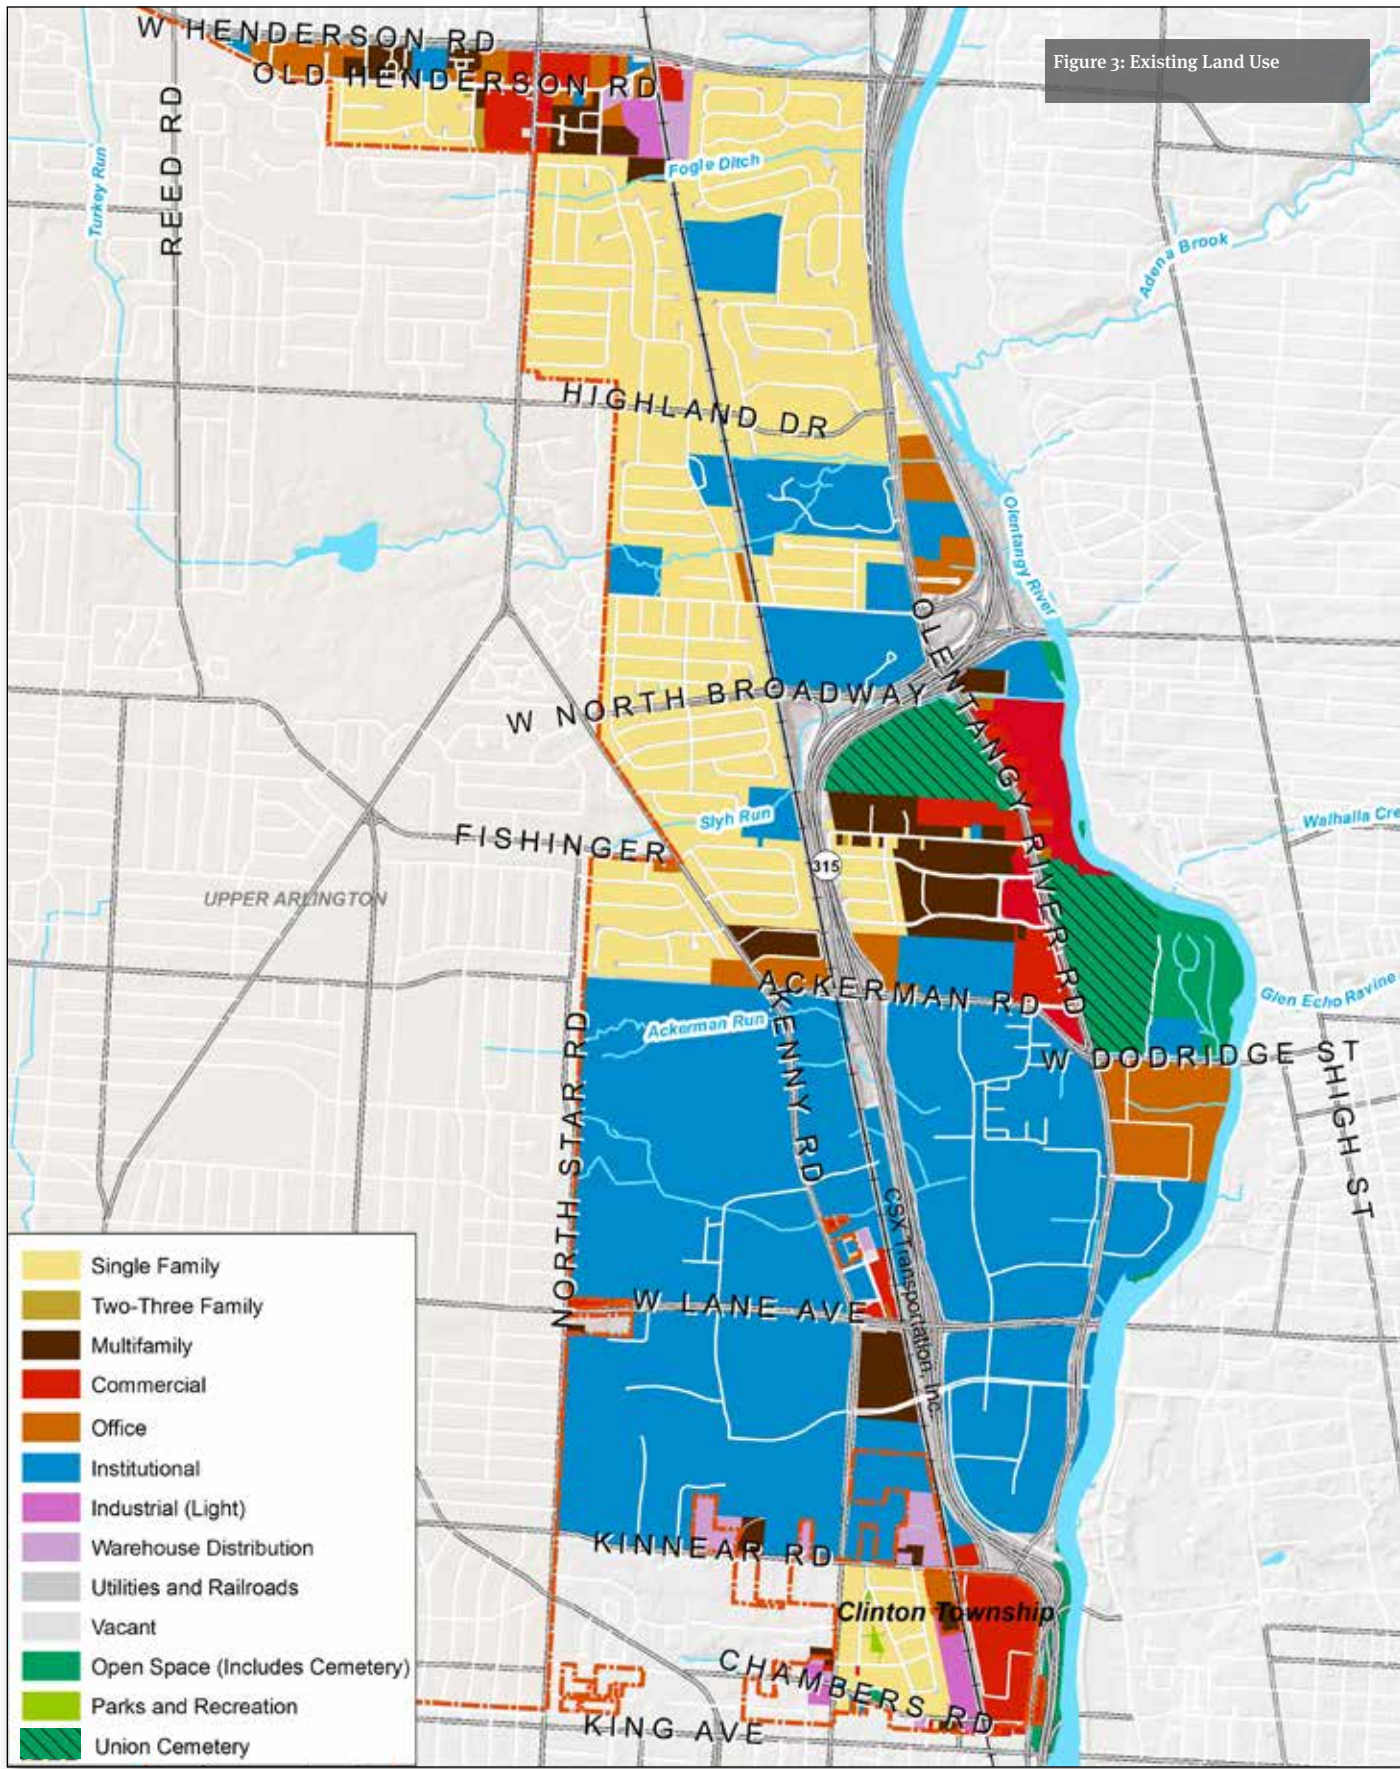 W HENDERSON RD
Figure 3: Existing Land Use
OLD HENDERSON RD
REED RD
Turkey Run
Fogle Ditch
Adena Brook
HIGHLAND DR
Olentangy River
OLENTANGY RIVER RD
W NORTH BROADWAY
Slyh Run
Walhalla Cre
FISHINGER
315
UPPER ARLINGTON
ACKERMAN RD
Glen Echo Ravine
Ackerman Run
KENNY RD
W DODRIDGE ST
NORTH STAR RD
HIGH ST
CSX Transportation, Inc.
W LANE AVE
KINNEAR RD
Clinton Township
CHAMBERS RD
KING AVE
Single Family
Two-Three Family
Multifamily
Commercial
Office
Institutional
Industrial (Light)
Warehouse Distribution
Utilities and Railroads
Vacant
Open Space (Includes Cemetery)
Parks and Recreation
Union Cemetery